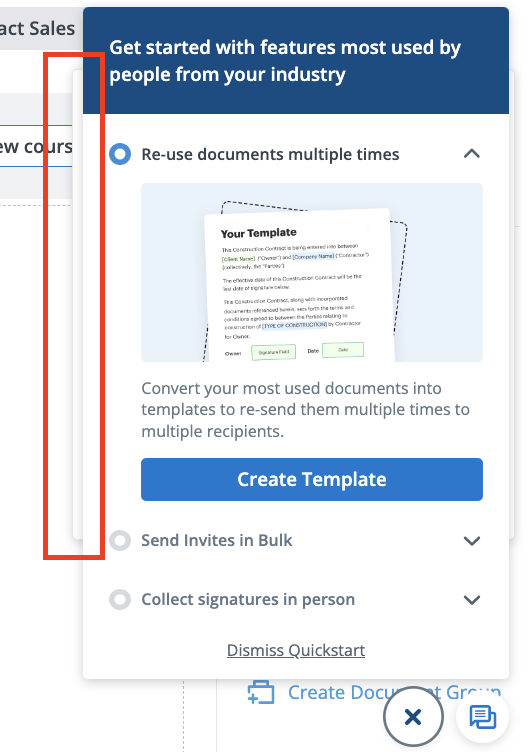 act Sales
Get started with features most used by
people from your industry
ew cours
Re-use documents multiple times
Your Template
This Construction Contract is being entered into between
[Client Name] ("Owner") and [Company Name] ("Contractor")
(collectively, the "Parties").
The effective date of this Construction Contract will be the
last date of signature below.
This Construction Contract, along with incorporated
documents referenced herein, sets forth the terms and
conditions agreed to between the Parties relating to
construction of [TYPE OF CONSTRUCTION] by Contractor
for Owner.
Owner Signature Field Date Date
Convert your most used documents into
templates to re-send them multiple times to
multiple recipients.
Create Template
Send Invites in Bulk
Collect signatures in person
Dismiss Quickstart
Create Docu t Group